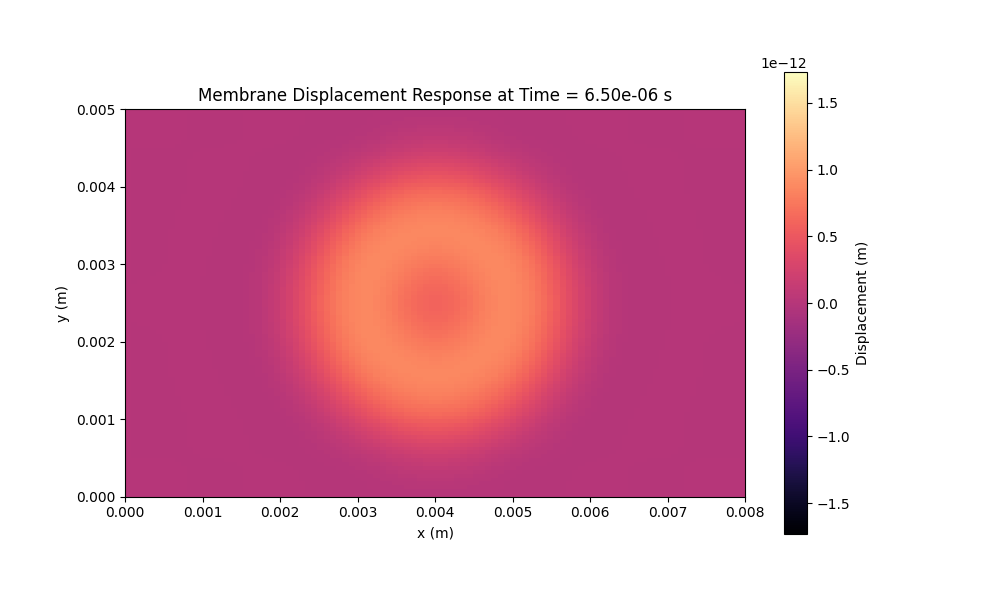 Membrane Displacement Response at Time = 6.50e-06 s
1e−12
0.005
0.004
0.003
0.002
0.001
0.000
y (m)
0.000 0.001 0.002 0.003 0.004 0.005 0.006 0.007 0.008
x (m)
1.5
1.0
0.5
0.0
−0.5
−1.0
−1.5
Displacement (m)